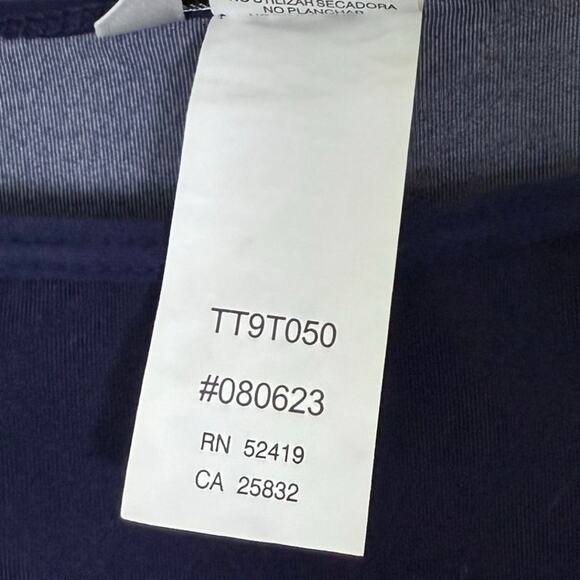 NO UTILIZAR SECADORA
NO PLANCHAR
TT9T050
#080623
RN 52419
CA 25832